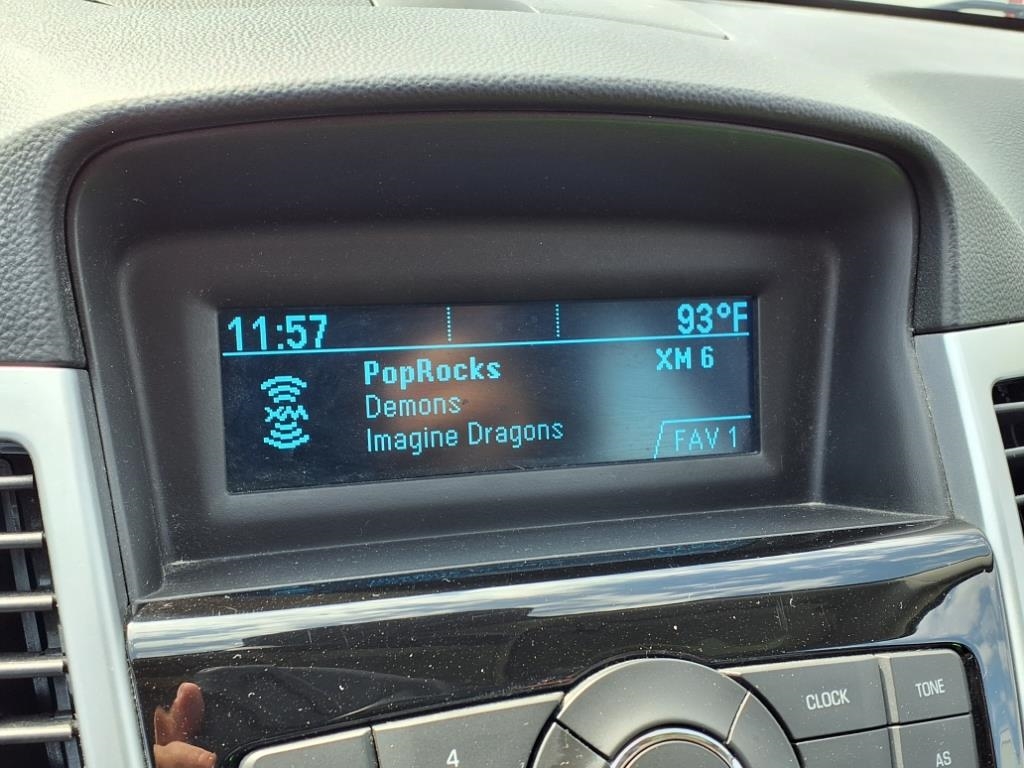 11:57 93°F
PopRocks XM 6
XM
Demons
Imagine Dragons
FAV 1
CLOCK TONE
4 AS